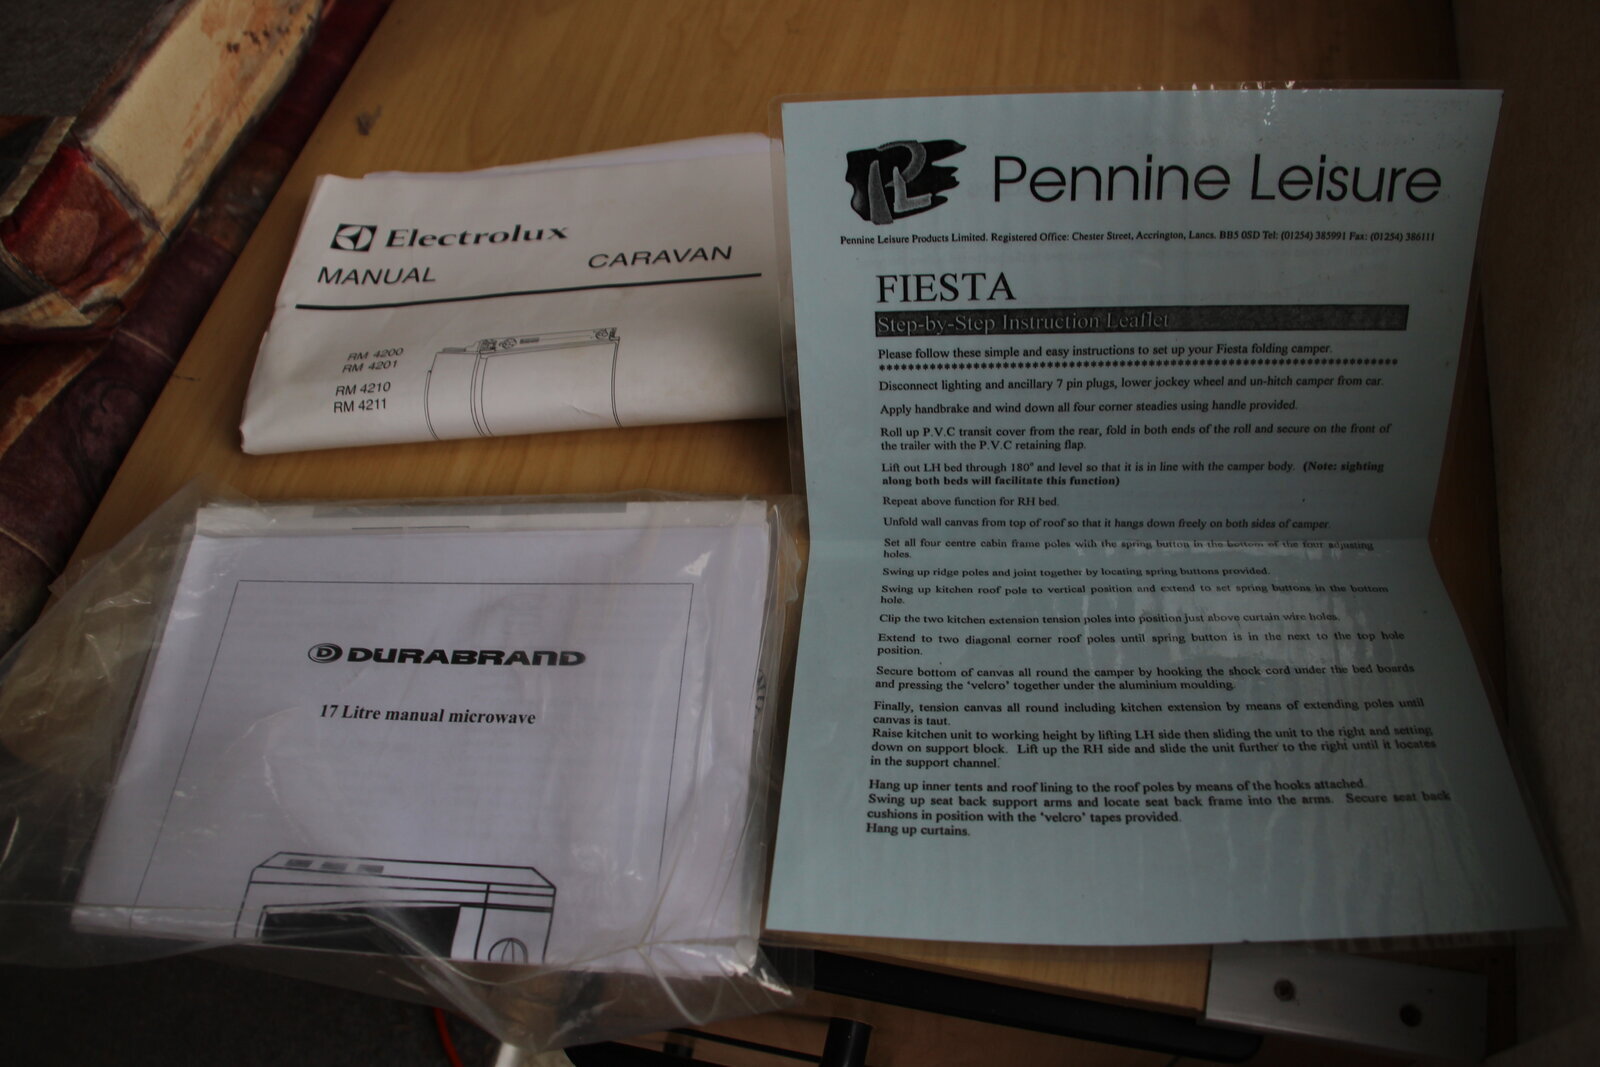 Electrolux
MANUAL
CARAVAN
RM 4200
RM 4201
RM 4210
RM 4211
DURABRAND
17 Litre manual microwave
Pennine Leisure
Pennine Leisure Products Limited. Registered Office: Chester Street, Accrington, Lancs. BB5 0SD Tel: (01254) 385991 Fax: (01254) 386111
FIESTA
Step-by-Step Instruction Leaflet
Please follow these simple and easy instructions to set up your Fiesta folding camper.
Disconnect lighting and ancillary 7 pin plugs, lower jockey wheel and un-hitch camper from car.
Apply handbrake and wind down all four corner steadies using handle provided.
Roll up P.V.C transit cover from the rear, fold in both ends of the roll and secure on the front of
the trailer with the P.V.C retaining flap.
Lift out LH bed through 180° and level so that it is in line with the camper body. (Note: sighting
along both beds will facilitate this function)
Repeat above function for RH bed.
Unfold wall canvas from top of roof so that it hangs down freely on both sides of camper.
Set all four centre cabin frame poles with the spring button in the bottom of the four adjusting
holes.
Swing up ridge poles and joint together by locating spring buttons provided.
Swing up kitchen roof pole to vertical position and extend to set spring buttons in the bottom
hole.
Clip the two kitchen extension tension poles into position just above curtain wire holes.
Extend to two diagonal corner roof poles until spring button is in the next to the top hole
position.
Secure bottom of canvas all round the camper by hooking the shock cord under the bed boards
and pressing the 'velcro' together under the aluminium moulding.
Finally, tension canvas all round including kitchen extension by means of extending poles until
canvas is taut.
Raise kitchen unit to working height by lifting LH side then sliding the unit to the right and setting
down on support block. Lift up the RH side and slide the unit further to the right until it locates
in the support channel.
Hang up inner tents and roof lining to the roof poles by means of the hooks attached.
Swing up seat back support arms and locate seat back frame into the arms. Secure seat back
cushions in position with the 'velcro' tapes provided.
Hang up curtains.